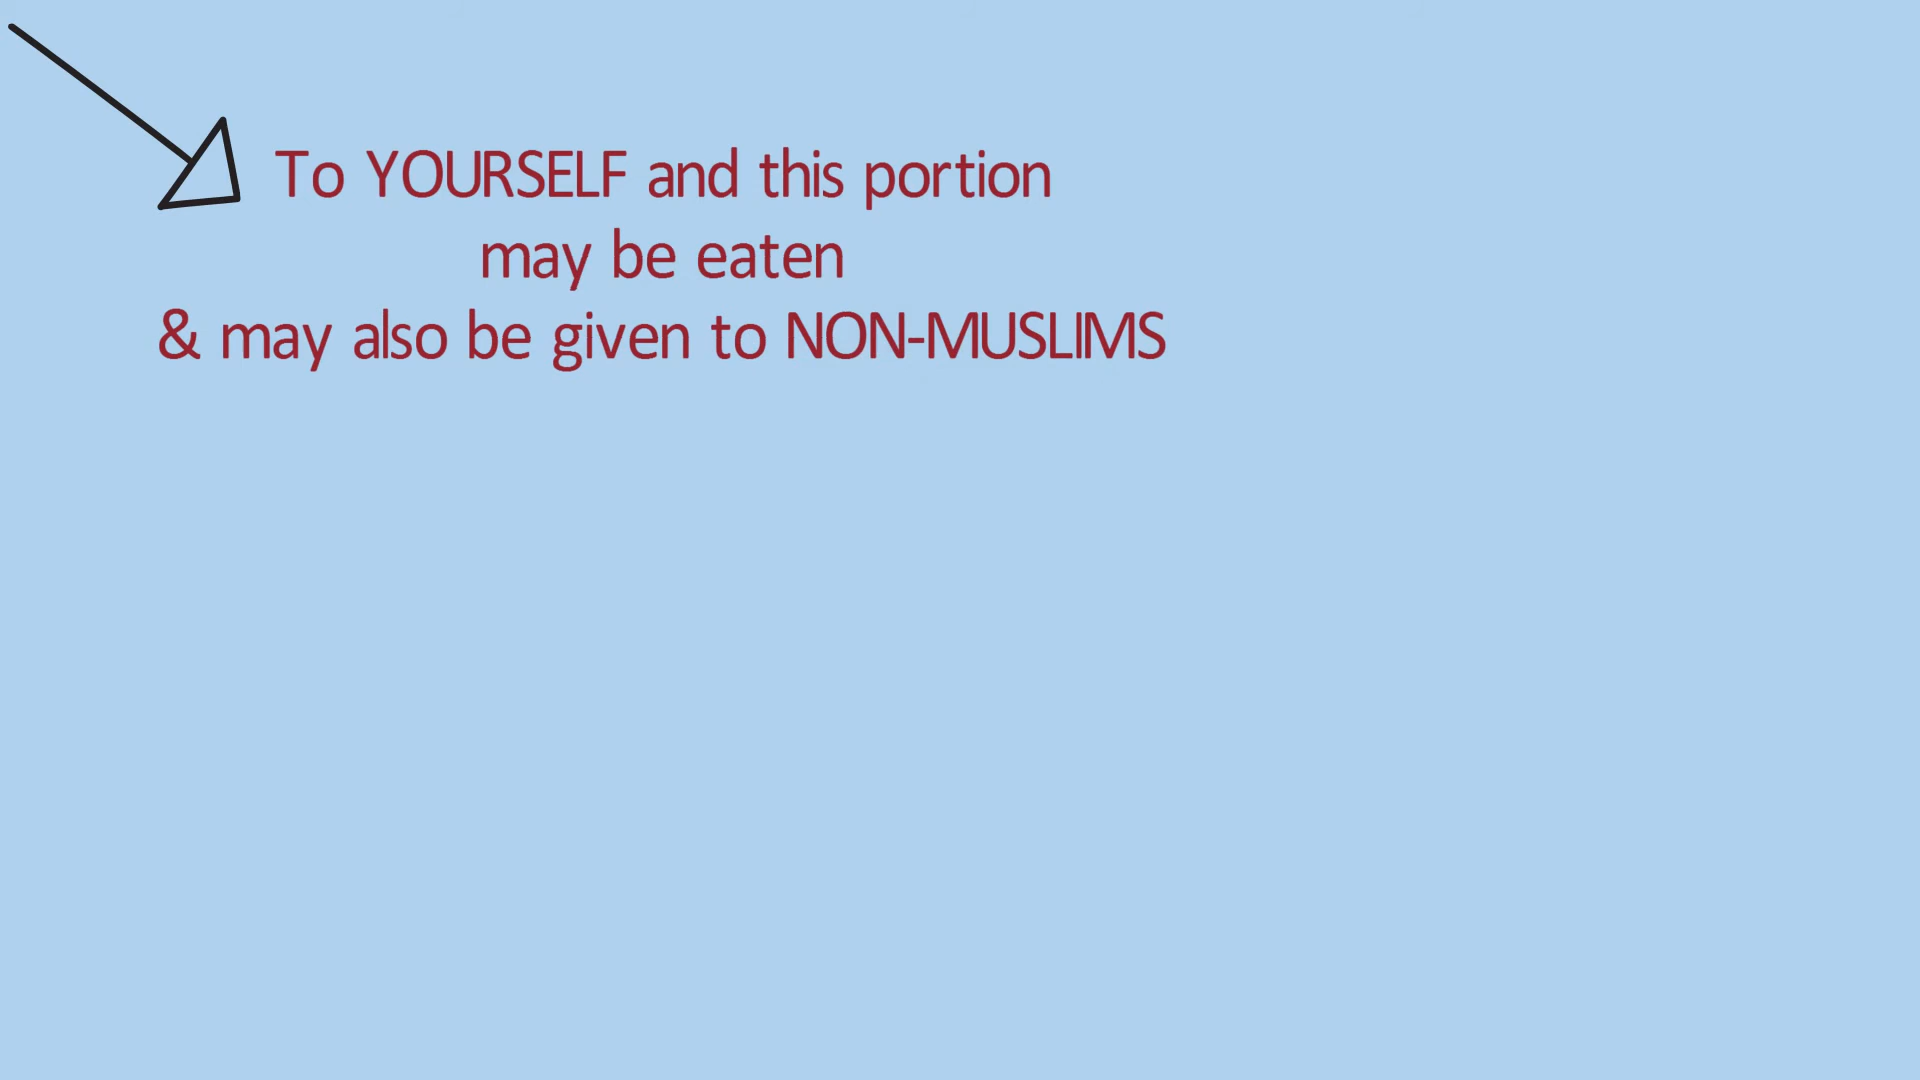 To YOURSELF and this portion
may be eaten
& may also be given to NON-MUSLIMS